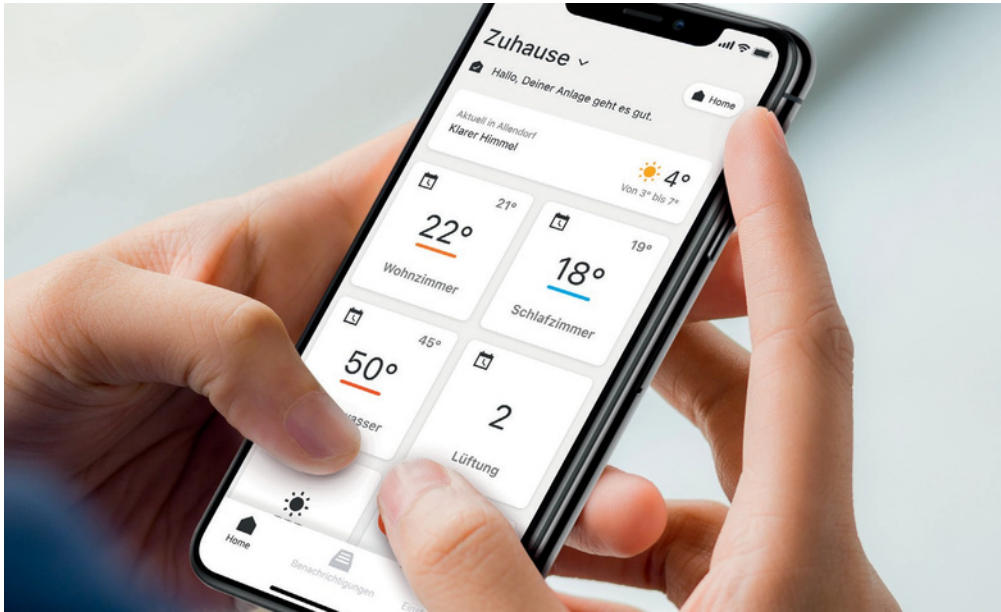 Zuhause
Hallo, Deiner Anlage geht es gut.
Home
Aktuell in Allendorf
Klarer Himmel
4°
Von 3° bis 7°
21°
22°
Wohnzimmer
19°
18°
Schlafzimmer
45°
50°
2
Lüftung
Home
Benachrichtigungen